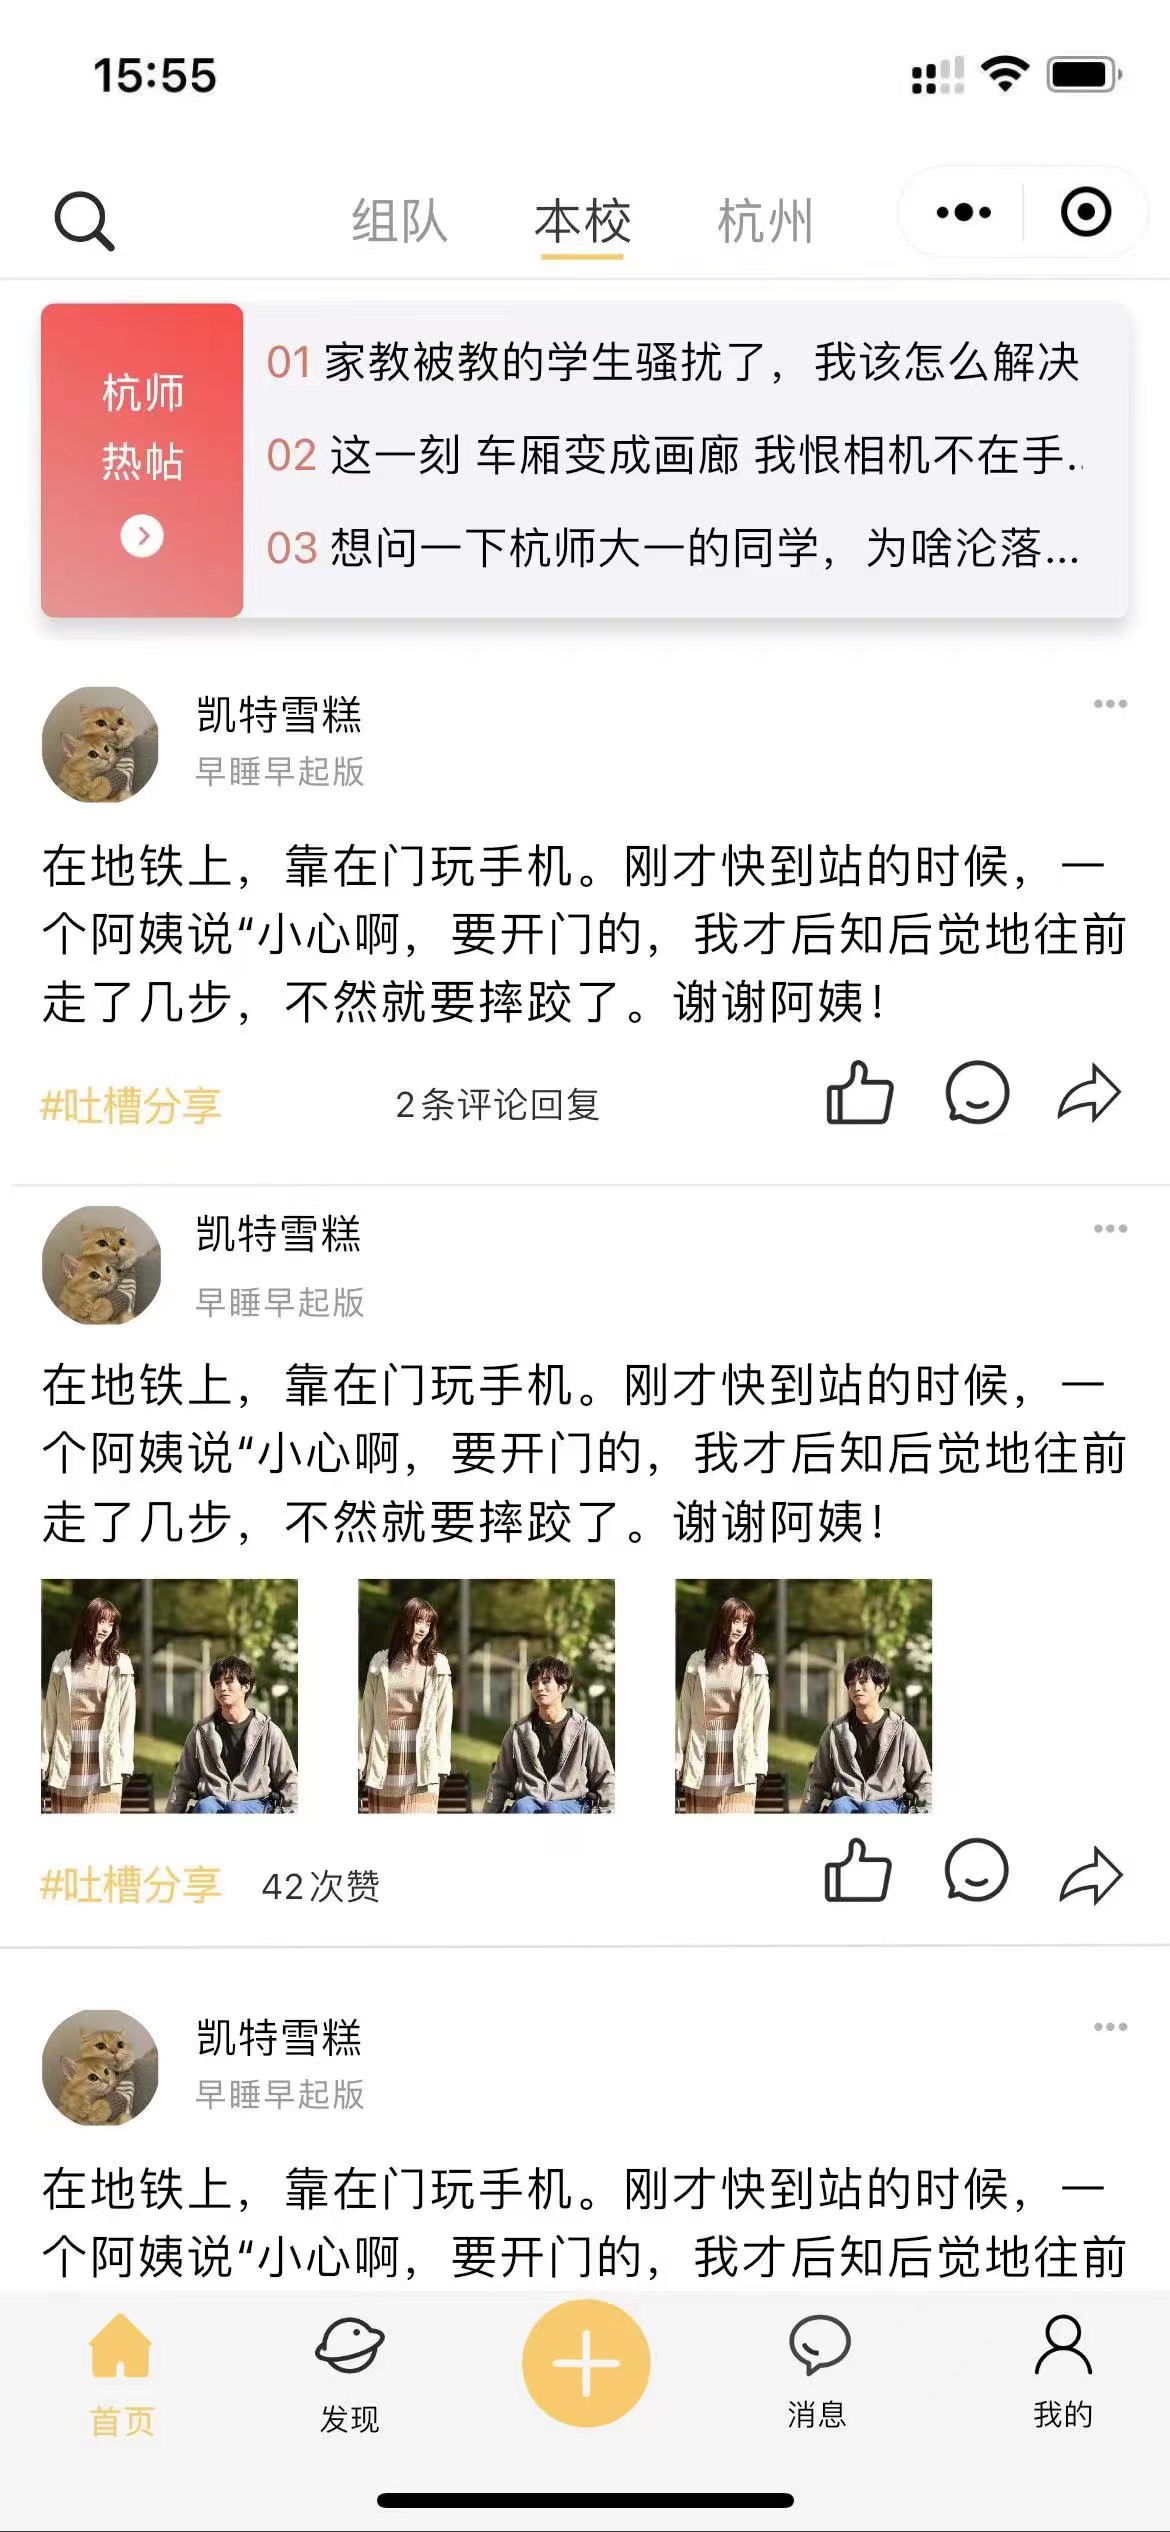 15:55
组队 本校 杭州
杭师
热帖
01 家教被教的学生骚扰了，我该怎么解决
02 这一刻 车厢变成画廊 我恨相机不在手..
03 想问一下杭师大一的同学，为啥沦落...
凯特雪糕
早睡早起版
在地铁上，靠在门玩手机。刚才快到站的时候，一
个阿姨说“小心啊，要开门的，我才后知后觉地往前
走了几步，不然就要摔跤了。谢谢阿姨！
#吐槽分享 2条评论回复
凯特雪糕
早睡早起版
在地铁上，靠在门玩手机。刚才快到站的时候，一
个阿姨说“小心啊，要开门的，我才后知后觉地往前
走了几步，不然就要摔跤了。谢谢阿姨！
#吐槽分享 42次赞
凯特雪糕
早睡早起版
在地铁上，靠在门玩手机。刚才快到站的时候，一
个阿姨说“小心啊，要开门的，我才后知后觉地往前
首页 发现 消息 我的